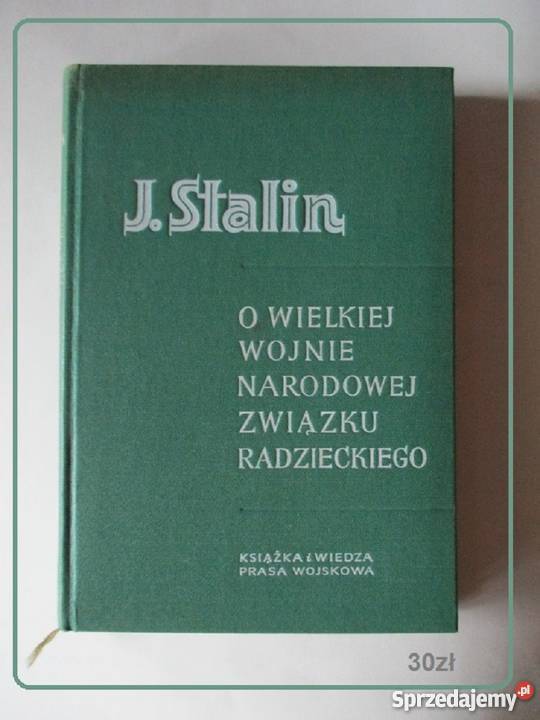 J. Stalin
O WIELKIEJ
WOJNIE
NARODOWEJ
ZWIĄZKU
RADZIECKIEGO
KSIĄŻKA i WIEDZA
PRASA WOJSKOWA
30zł
Sprzedajemy.pl